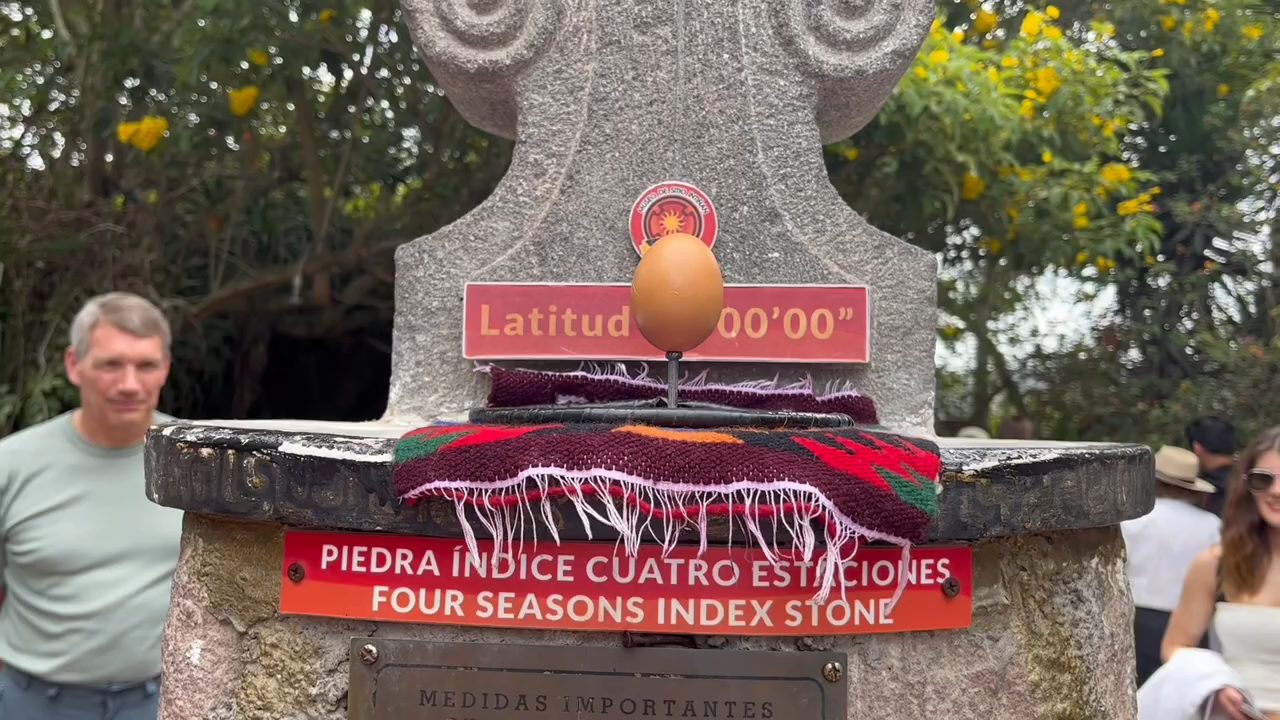 Latitud 00’00”
PIEDRA ÍNDICE CUATRO ESTACIONES
FOUR SEASONS INDEX STONE
MEDIDAS IMPORTANTES